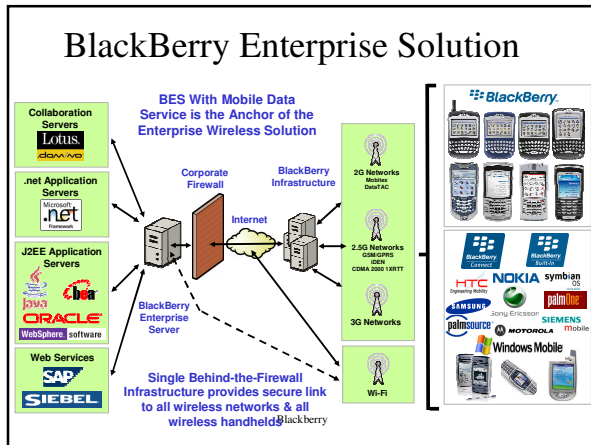 BlackBerry Enterprise Solution
BES With Mobile Data
Service is the Anchor of the
Enterprise Wireless Solution
Collaboration
Servers
Lotus.
domino
.net Application
Servers
Microsoft
.net
Framework
J2EE Application
Servers
Java
bea
ORACLE
WebSphere. software
Web Services
SAP
SIEBEL
Corporate
Firewall
Internet
BlackBerry
Infrastructure
BlackBerry
Enterprise
Server
2G Networks
Mobitex
DataTAC
2.5G Networks
GSM/GPRS
iDEN
CDMA 2000 1XRTT
3G Networks
Wi-Fi
Single Behind-the-Firewall
Infrastructure provides secure link
to all wireless networks & all
wireless handhelds
Blackberry
BlackBerry
BlackBerry
Connect
BlackBerry
Built-In
HTC
NOKIA
symbian
OS
SAMSUNG
Sony Ericsson
palmOne
palmsource
MOTOROLA
SIEMENS
mobile
Windows Mobile